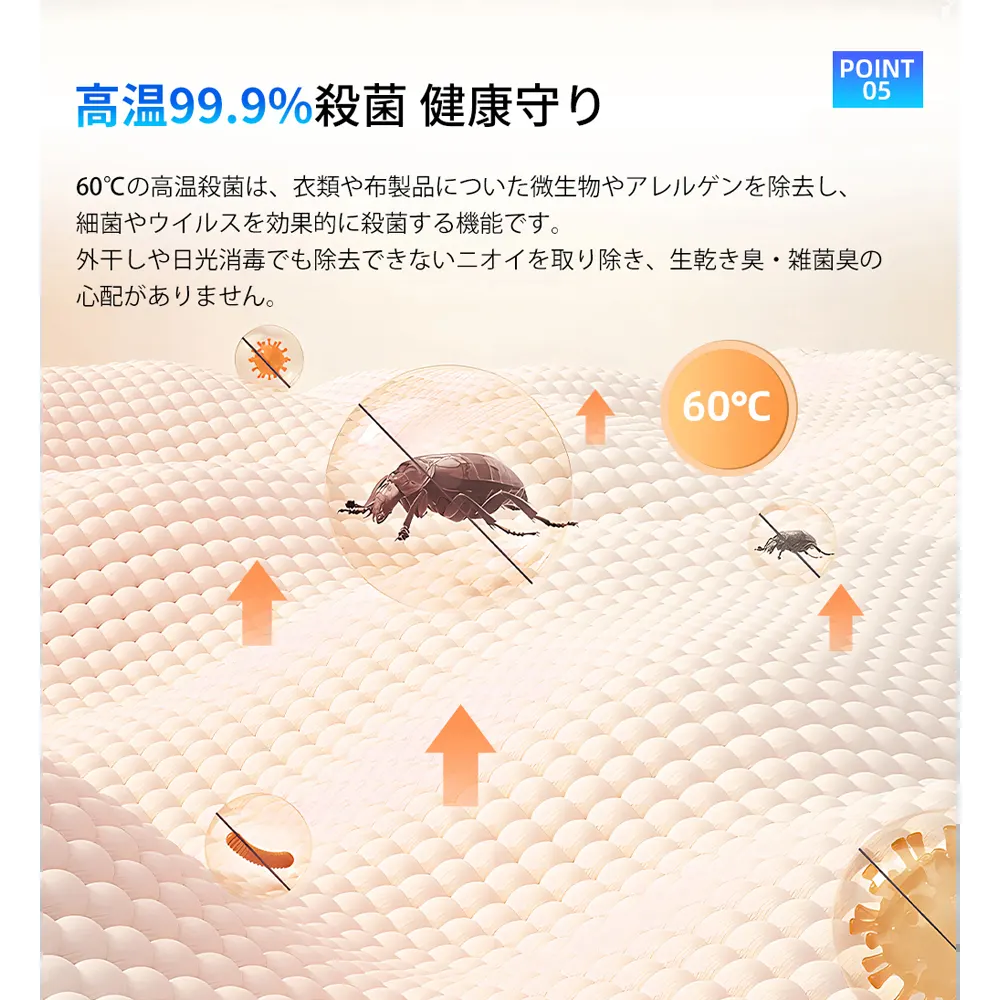 POINT
05
高温99.9%殺菌 健康守り
60℃の高温殺菌は、衣類や布製品についた微生物やアレルゲンを除去し、
細菌やウイルスを効果的に殺菌する機能です。
外干しや日光消毒でも除去できないニオイを取り除き、生乾き臭・雑菌臭の
心配がありません。
60℃